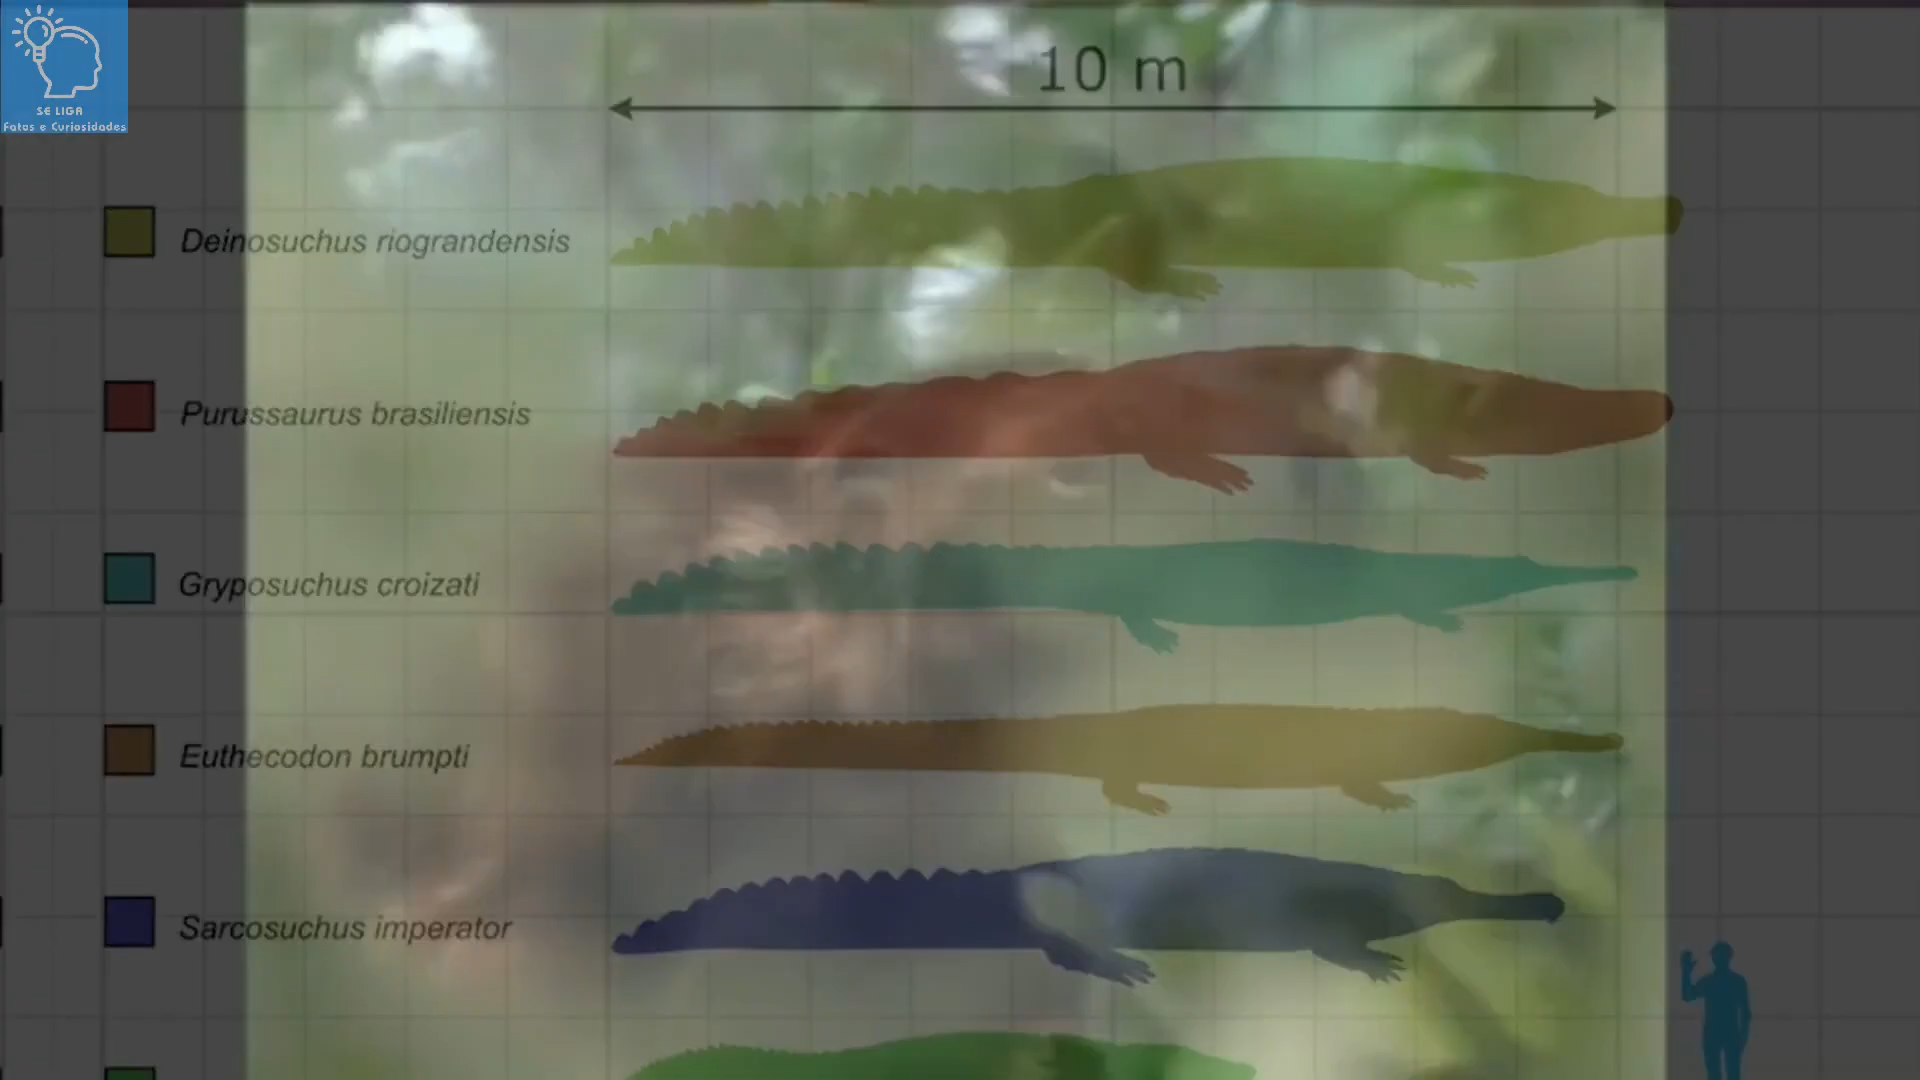 SE LIGA
Fatos e Curiosidades
10 m
Deinosuchus riograndensis
Purussaurus brasiliensis
Gryposuchus croizati
Euthecodon brumpti
Sarcosuchus imperator